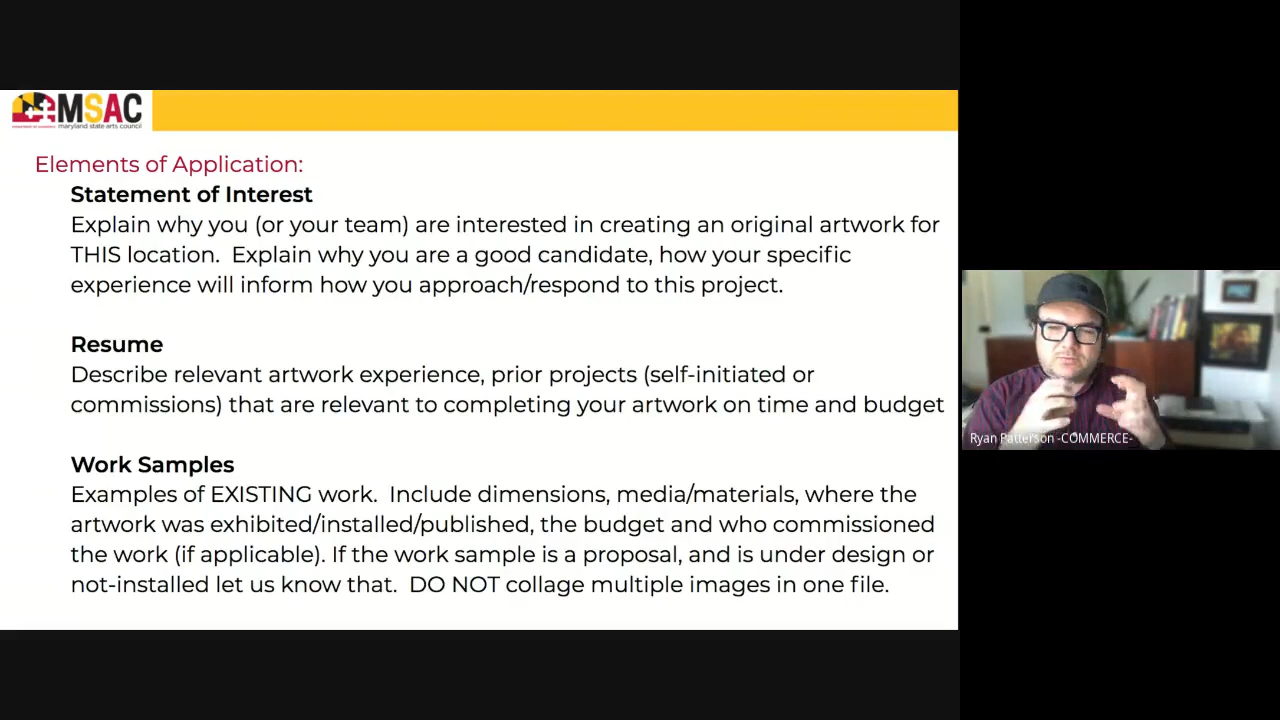 MSAC
maryland state arts council
Elements of Application:
Statement of Interest
Explain why you (or your team) are interested in creating an original artwork for
THIS location.  Explain why you are a good candidate, how your specific
experience will inform how you approach/respond to this project.
Resume
Describe relevant artwork experience, prior projects (self-initiated or
commissions) that are relevant to completing your artwork on time and budget
Work Samples
Examples of EXISTING work.  Include dimensions, media/materials, where the
artwork was exhibited/installed/published, the budget and who commissioned
the work (if applicable). If the work sample is a proposal, and is under design or
not-installed let us know that.  DO NOT collage multiple images in one file.
Ryan Patterson -COMMERCE-